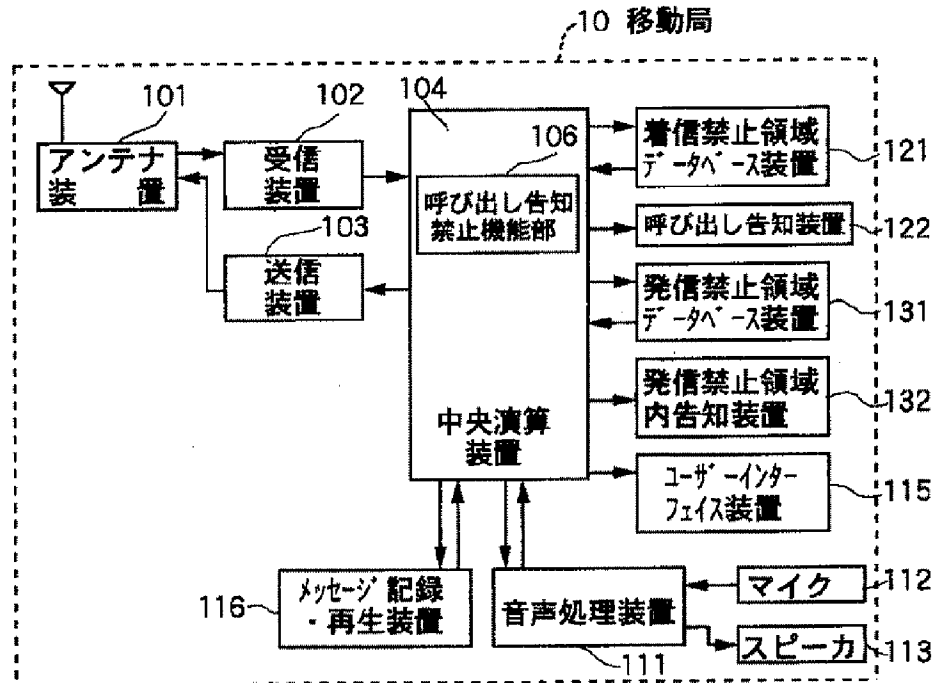 10 移動局
101
アンテナ
装置
102
受信
装置
103
送信
装置
104
106
呼び出し告知
禁止機能部
中央演算
装置
着信禁止領域
データベース装置
121
呼び出し告知装置
122
発信禁止領域
データベース装置
131
発信禁止領域
内告知装置
132
ユーザーインター
フェイス装置
115
メッセージ記録
・再生装置
116
音声処理装置
111
マイク
112
スピーカ
113